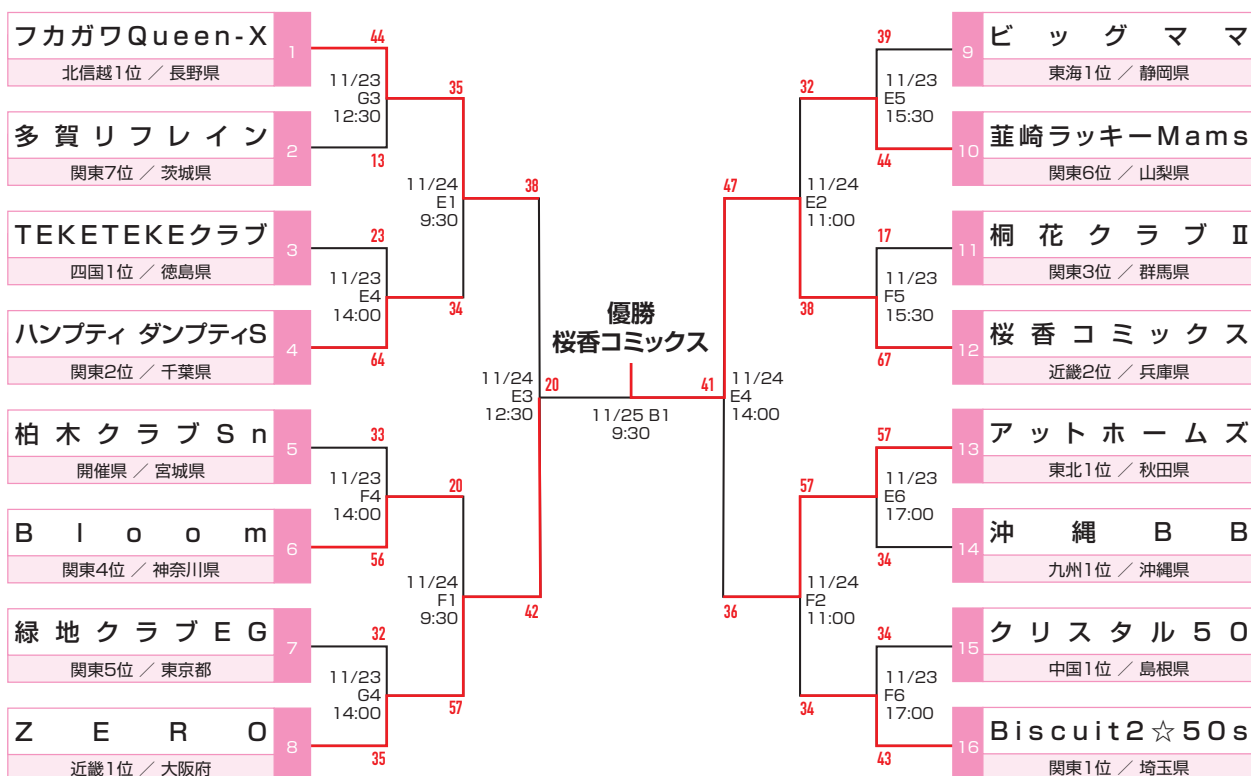 フカガワQueen-X
1
北信越1位 ／ 長野県
多賀リフレイン
2
関東7位 ／ 茨城県
TEKETEKEクラブ
3
四国1位 ／ 徳島県
ハンプティ ダンプティS
4
関東2位 ／ 千葉県
柏木クラブSn
5
開催県 ／ 宮城県
Bloom
6
関東4位 ／ 神奈川県
緑地クラブEG
7
関東5位 ／ 東京都
ZERO
8
近畿1位 ／ 大阪府
44
11/23
G3
12:30
13
23
11/23
E4
14:00
64
33
11/23
F4
14:00
56
32
11/23
G4
14:00
35
35
11/24
E1
9:30
34
20
11/24
F1
9:30
57
38
11/24
E3
12:30
42
優勝
桜香コミックス
20
41
11/25 B1
9:30
47
11/24
E4
14:00
36
32
11/24
E2
11:00
38
57
11/24
F2
11:00
34
39
11/23
E5
15:30
44
17
11/23
F5
15:30
67
57
11/23
E6
17:00
34
34
11/23
F6
17:00
43
ビッグママ
9
東海1位 ／ 静岡県
韮崎ラッキーMams
10
関東6位 ／ 山梨県
桐花クラブⅡ
11
関東3位 ／ 群馬県
桜香コミックス
12
近畿2位 ／ 兵庫県
アットホームズ
13
東北1位 ／ 秋田県
沖縄BB
14
九州1位 ／ 沖縄県
クリスタル50
15
中国1位 ／ 島根県
Biscuit2☆50s
16
関東1位 ／ 埼玉県